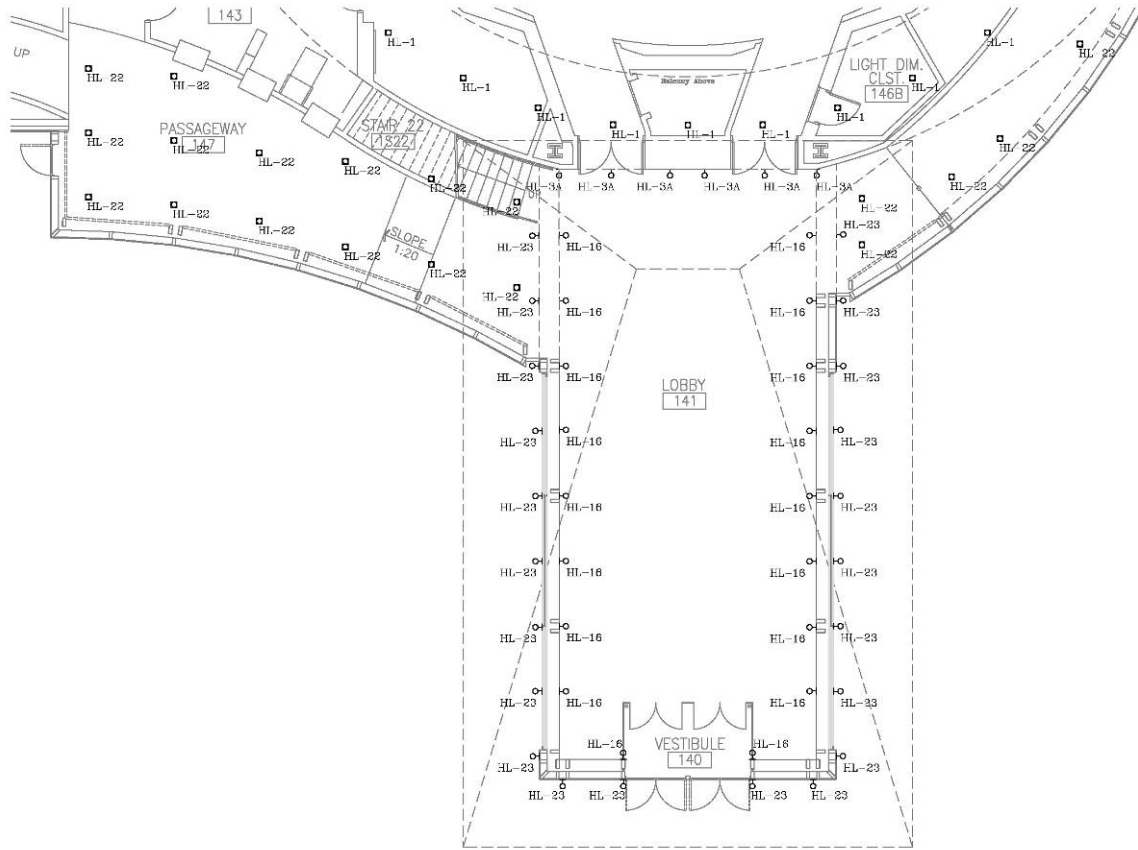 143
HL-1
HL-1
UP
HL-22
HL-22
HL-22
HL-1
HL-1
LIGHT DIM.
CLST.
146B
Balcony Above
HL-1
HL-1
HL-1
HL-1
PASSAGEWAY
147
STAIR 22
1S22
HL-22
HL-22
HL-22
HL-22
HL-22
HL-22
HL-22
HL-3A
HL-3A
HL-3A
HL-3A
HL-3A
HL-3A
UP
HL-22
HL-22
HL-22
HL-22
HL-22
HL-23
HL-16
HL-16
HL-23
SLOPE
1:20
HL-22
HL-22
HL-22
HL-22
HL-23
HL-16
HL-16
HL-23
HL-23
HL-16
HL-16
HL-23
LOBBY
141
HL-23
HL-16
HL-16
HL-23
HL-23
HL-16
HL-16
HL-23
HL-23
HL-16
HL-16
HL-23
HL-23
HL-16
HL-16
HL-23
HL-23
HL-16
HL-16
HL-23
HL-16
VESTIBULE
140
HL-16
HL-23
HL-23
HL-23
HL-23
HL-23
HL-23